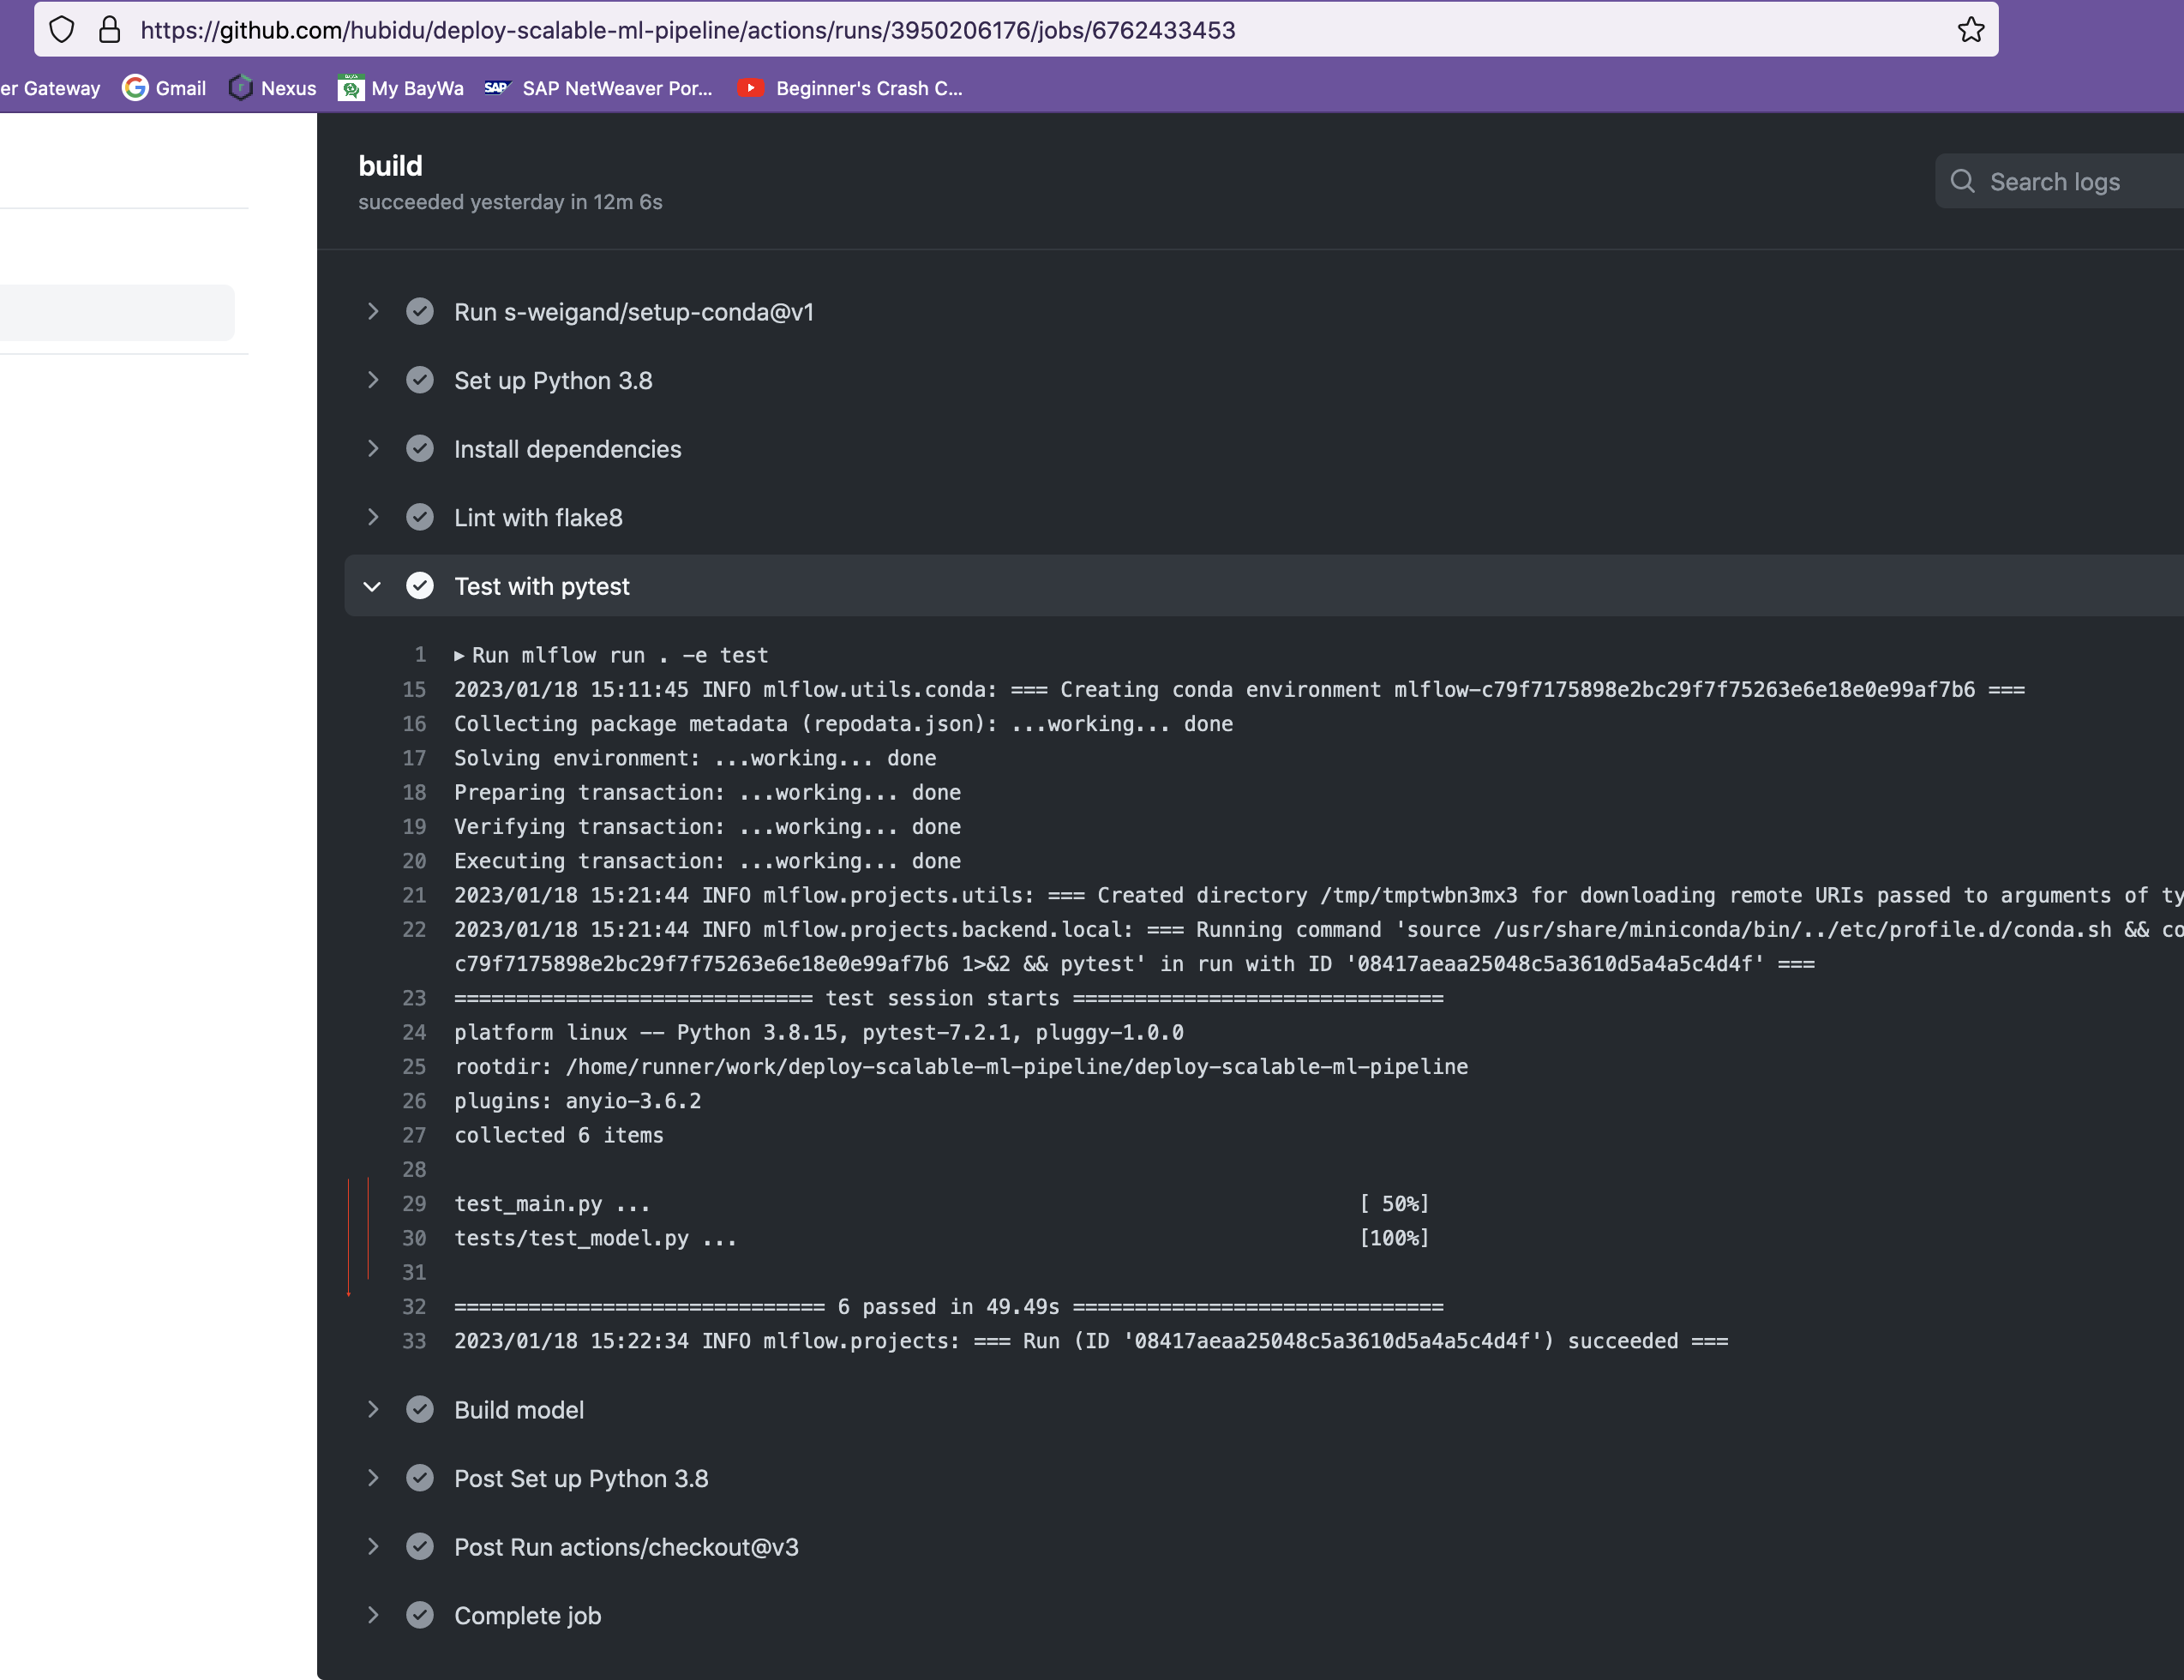 https://github.com/hubidu/deploy-scalable-ml-pipeline/actions/runs/3950206176/jobs/6762433453
er Gateway Gmail Nexus My BayWa SAP SAP NetWeaver Por... Beginner's Crash C...
build
succeeded yesterday in 12m 6s
Search logs
Run s-weigand/setup-conda@v1
Set up Python 3.8
Install dependencies
Lint with flake8
Test with pytest
1 ▸ Run mlflow run . -e test
15 2023/01/18 15:11:45 INFO mlflow.utils.conda: === Creating conda environment mlflow-c79f7175898e2bc29f7f75263e6e18e0e99af7b6 ===
16 Collecting package metadata (repodata.json): ...working... done
17 Solving environment: ...working... done
18 Preparing transaction: ...working... done
19 Verifying transaction: ...working... done
20 Executing transaction: ...working... done
21 2023/01/18 15:21:44 INFO mlflow.projects.utils: === Created directory /tmp/tmptwbn3mx3 for downloading remote URIs passed to arguments of ty
22 2023/01/18 15:21:44 INFO mlflow.projects.backend.local: === Running command 'source /usr/share/miniconda/bin/../etc/profile.d/conda.sh && co
c79f7175898e2bc29f7f75263e6e18e0e99af7b6 1>&2 && pytest' in run with ID '08417aeaa25048c5a3610d5a4a5c4d4f' ===
23 ============================= test session starts ==============================
24 platform linux -- Python 3.8.15, pytest-7.2.1, pluggy-1.0.0
25 rootdir: /home/runner/work/deploy-scalable-ml-pipeline/deploy-scalable-ml-pipeline
26 plugins: anyio-3.6.2
27 collected 6 items
28
29 test_main.py ... [ 50%]
30 tests/test_model.py ... [100%]
31
32 ============================== 6 passed in 49.49s ==============================
33 2023/01/18 15:22:34 INFO mlflow.projects: === Run (ID '08417aeaa25048c5a3610d5a4a5c4d4f') succeeded ===
Build model
Post Set up Python 3.8
Post Run actions/checkout@v3
Complete job